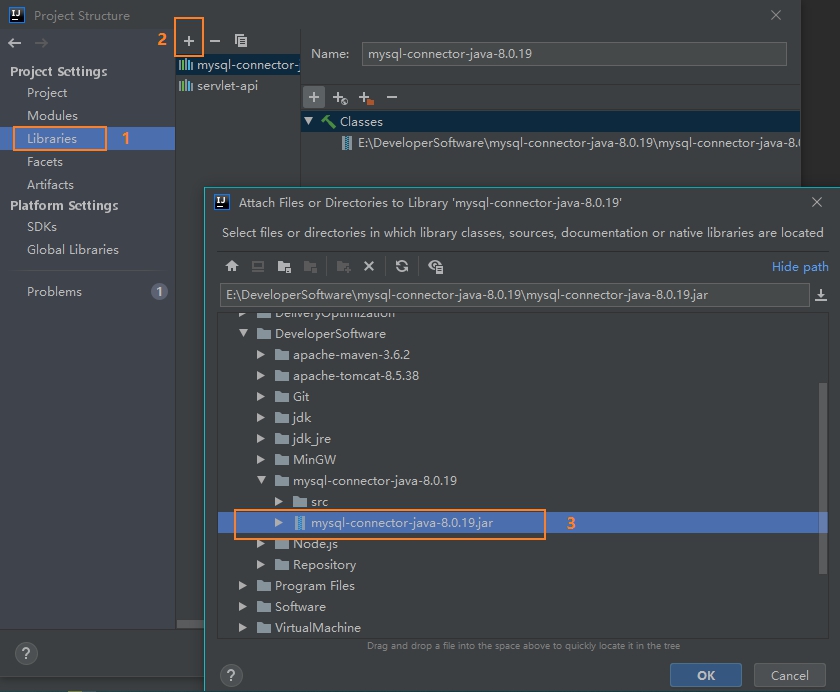 Project Structure
2
Project Settings
Project
Modules
Libraries
1
Facets
Artifacts
Platform Settings
SDKs
Global Libraries
Problems
1
mysql-connector-j
servlet-api
Name:
mysql-connector-java-8.0.19
Classes
E:\DeveloperSoftware\mysql-connector-java-8.0.19\mysql-connector-java-8.0
Attach Files or Directories to Library 'mysql-connector-java-8.0.19'
Select files or directories in which library classes, sources, documentation or native libraries are located
Hide path
E:\DeveloperSoftware\mysql-connector-java-8.0.19\mysql-connector-java-8.0.19.jar
DeliveryOptimization
DeveloperSoftware
apache-maven-3.6.2
apache-tomcat-8.5.38
Git
jdk
jdk_jre
MinGW
mysql-connector-java-8.0.19
src
mysql-connector-java-8.0.19.jar
3
Node.js
Repository
Program Files
Software
VirtualMachine
Drag and drop a file into the space above to quickly locate it in the tree
?
?
OK
Cancel